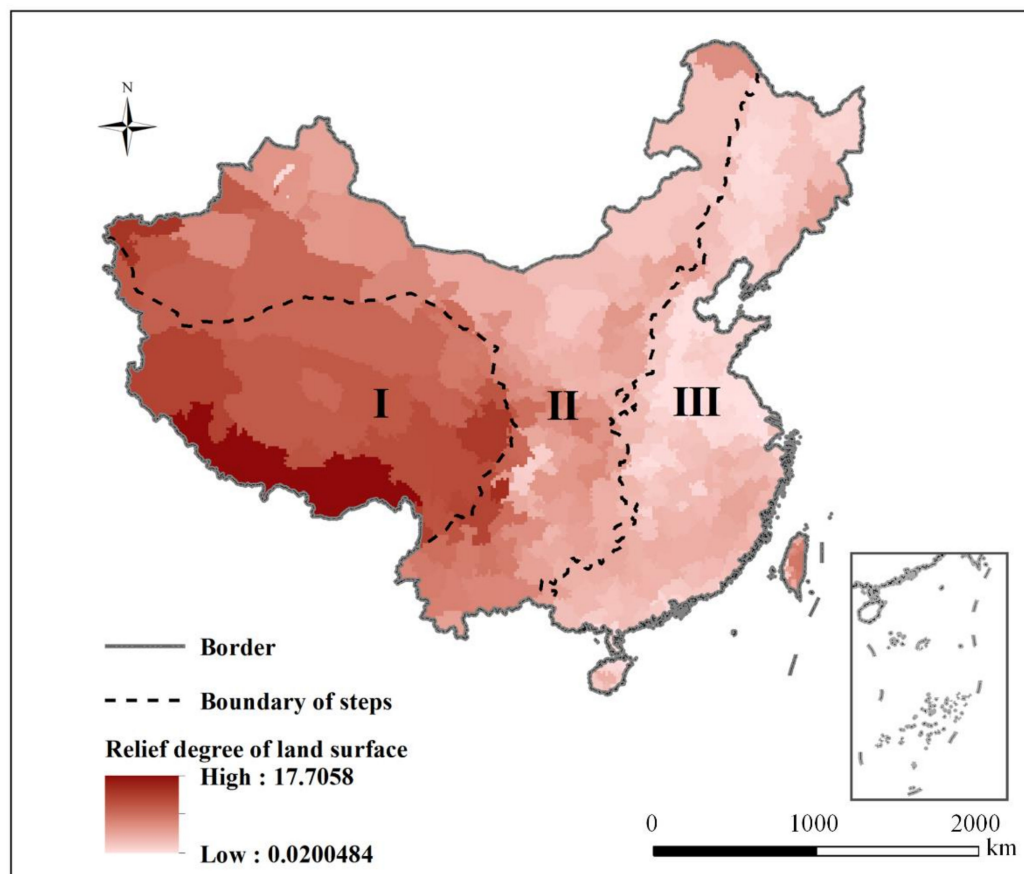 N
I
II
III
Border
Boundary of steps
Relief degree of land surface
High : 17.7058
Low : 0.0200484
0 1000 2000
km